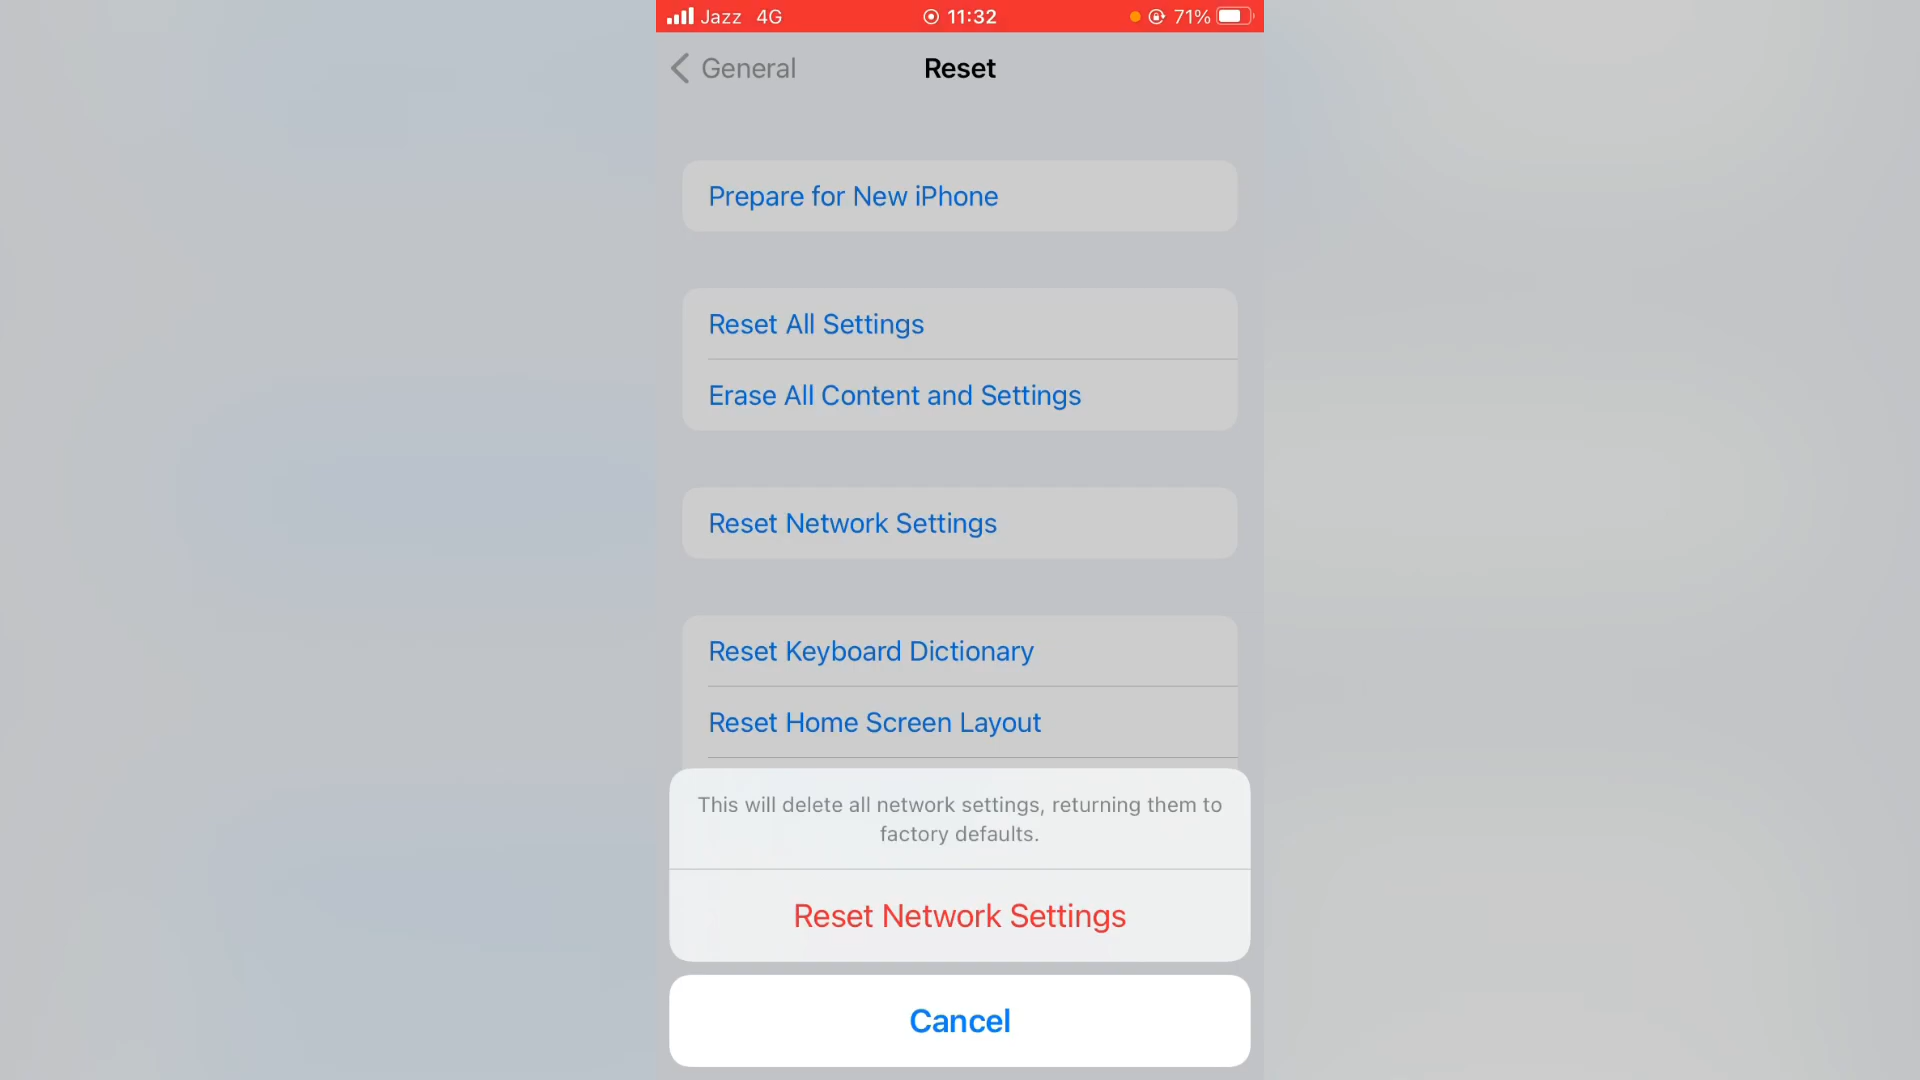 Jazz 4G 11:32 71%
General Reset
Prepare for New iPhone
Reset All Settings
Erase All Content and Settings
Reset Network Settings
Reset Keyboard Dictionary
Reset Home Screen Layout
This will delete all network settings, returning them to
factory defaults.
Reset Network Settings
Cancel